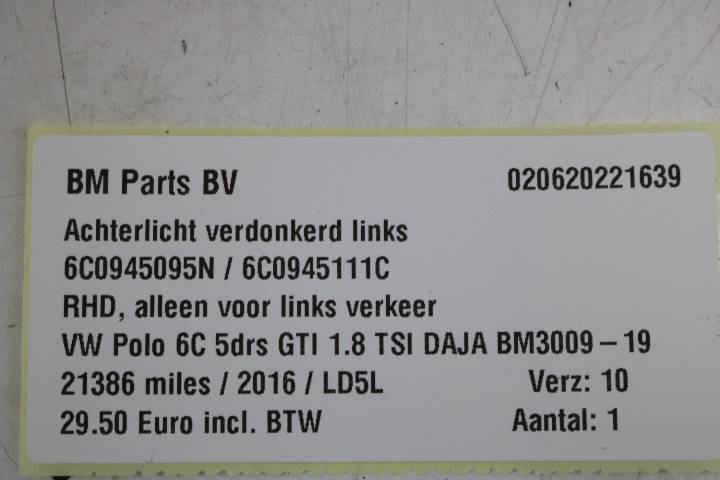 BM Parts BV 020620221639
Achterlicht verdonkerd links
6C0945095N / 6C0945111C
RHD, alleen voor links verkeer
VW Polo 6C 5drs GTI 1.8 TSI DAJA BM3009 – 19
21386 miles / 2016 / LD5L Verz: 10
29.50 Euro incl. BTW Aantal: 1